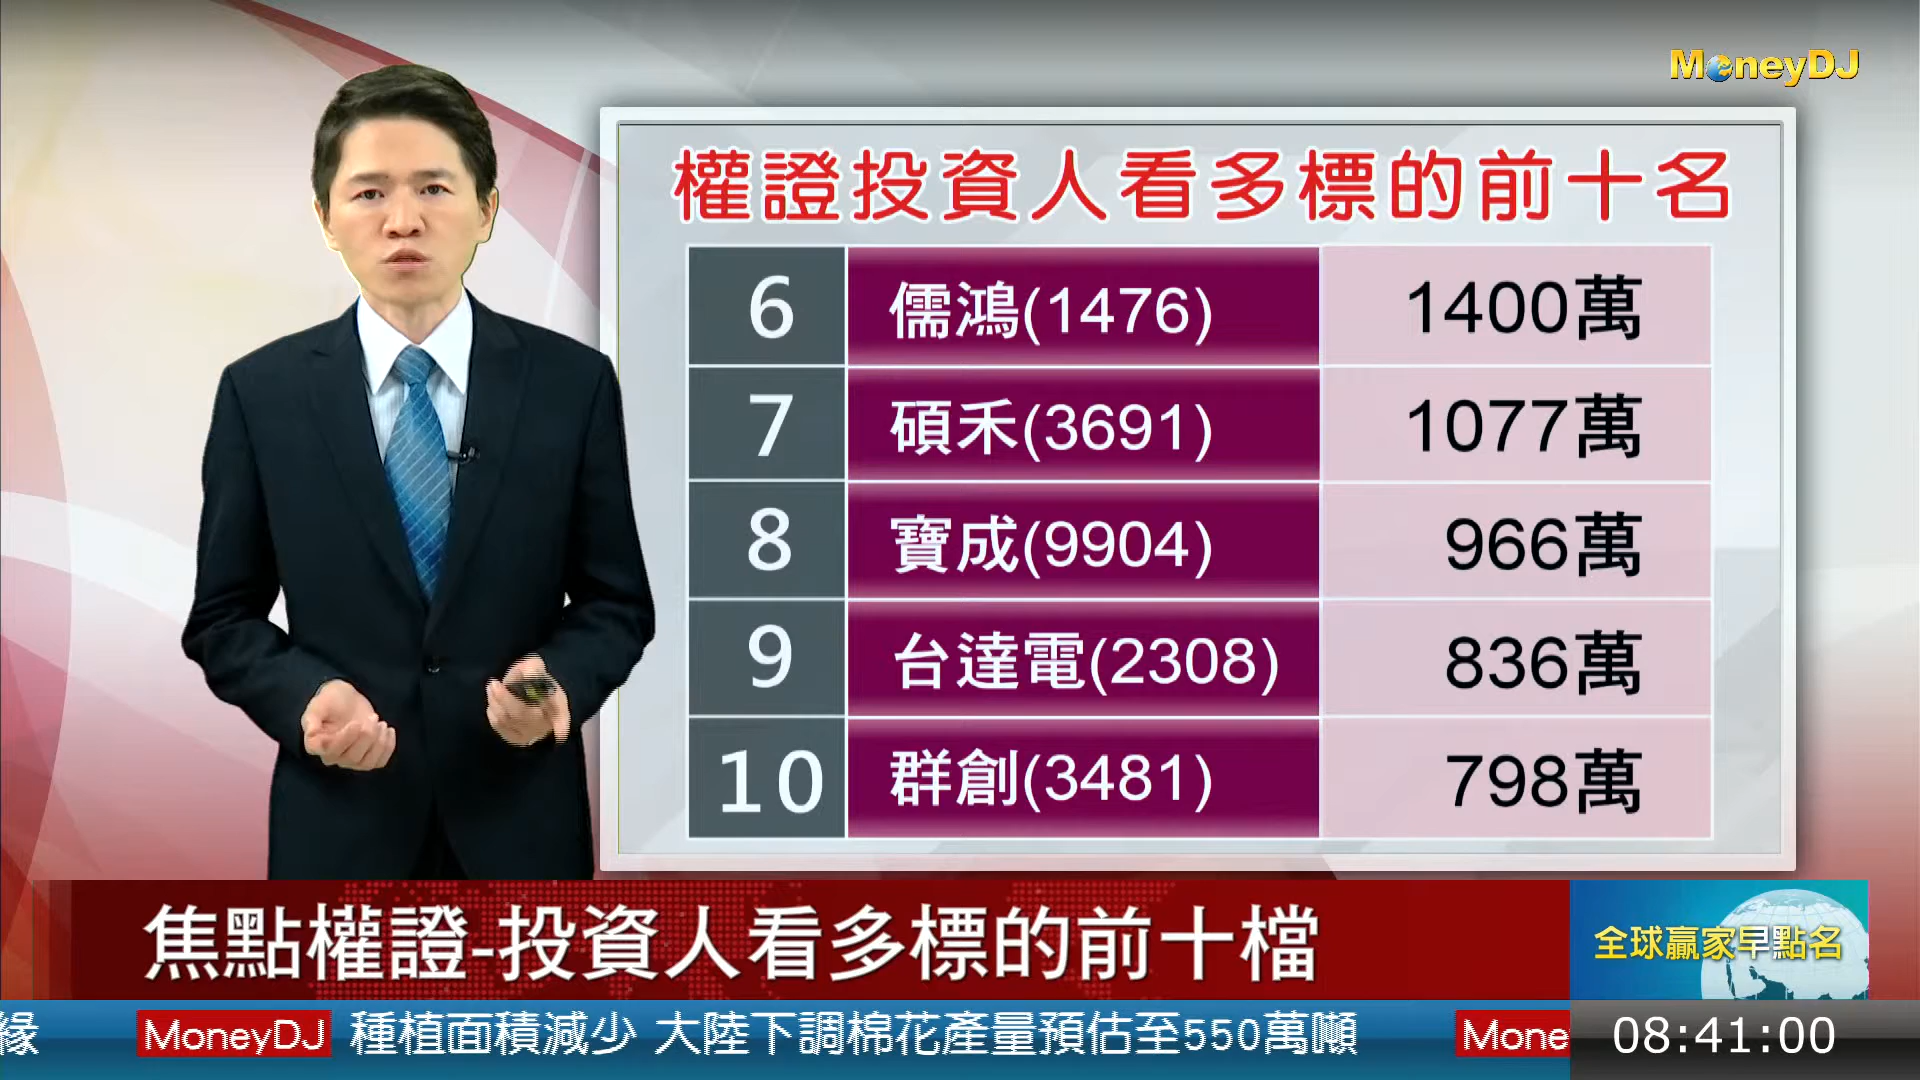 MoneyDJ
權證投資人看多標的前十名
6 儒鴻(1476) 1400萬
7 碩禾(3691) 1077萬
8 寶成(9904) 966萬
9 台達電(2308) 836萬
10 群創(3481) 798萬
焦點權證-投資人看多標的前十檔
全球贏家早點名
緣 MoneyDJ 種植面積減少 大陸下調棉花產量預估至550萬噸 Mone
08:41:00